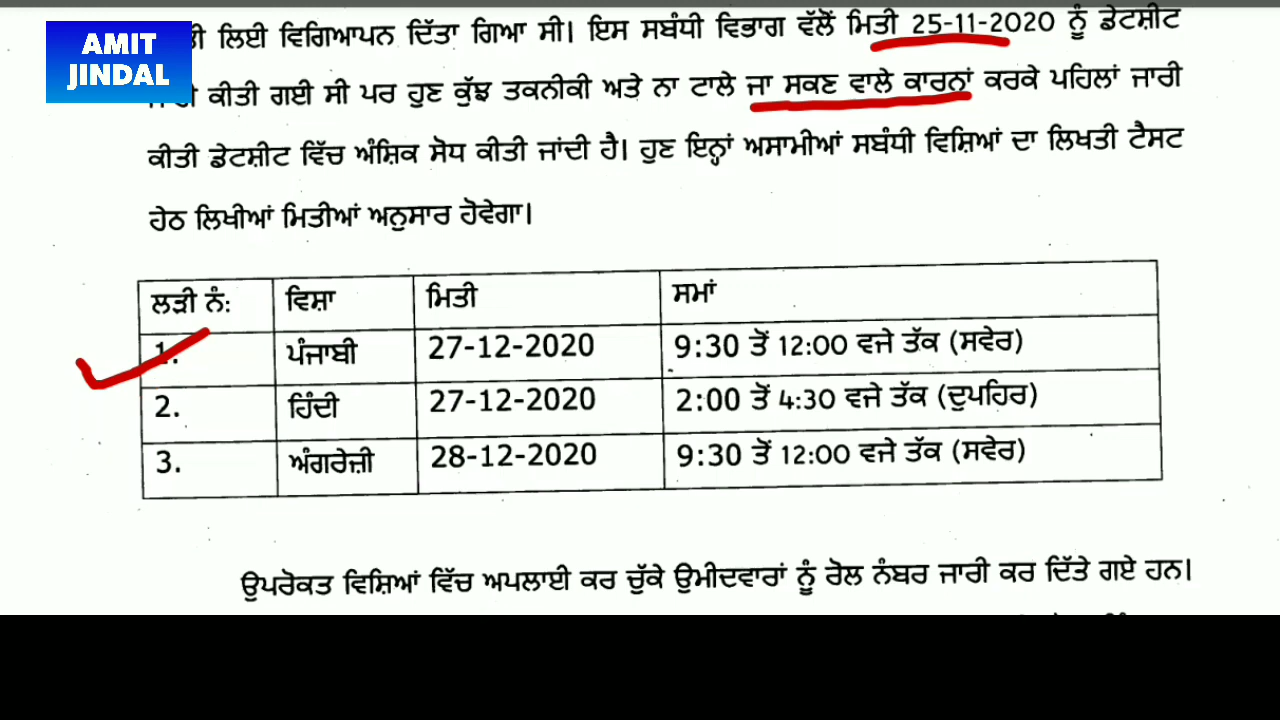 AMIT
JINDAL
ਲਈ ਵਿਗਿਆਪਨ ਦਿੱਤਾ ਗਿਆ ਸੀ। ਇਸ ਸਬੰਧੀ ਵਿਭਾਗ ਵੱਲੋਂ ਮਿਤੀ 25-11-2020 ਨੂੰ ਡੇਟਸ਼ੀਟ
ਕੀਤੀ ਗਈ ਸੀ ਪਰ ਹੁਣ ਕੁੱਝ ਤਕਨੀਕੀ ਅਤੇ ਨਾ ਟਾਲੇ ਜਾ ਸਕਣ ਵਾਲੇ ਕਾਰਨਾਂ ਕਰਕੇ ਪਹਿਲਾਂ ਜਾਰੀ
ਕੀਤੀ ਡੇਟਸ਼ੀਟ ਵਿੱਚ ਅੰਸ਼ਿਕ ਸੋਧ ਕੀਤੀ ਜਾਂਦੀ ਹੈ। ਹੁਣ ਇਨ੍ਹਾਂ ਅਸਾਮੀਆਂ ਸਬੰਧੀ ਵਿਸ਼ਿਆਂ ਦਾ ਲਿਖਤੀ ਟੈਸਟ
ਹੇਠ ਲਿਖੀਆਂ ਮਿਤੀਆਂ ਅਨੁਸਾਰ ਹੋਵੇਗਾ।
ਲੜੀ ਨੰ: ਵਿਸ਼ਾ ਮਿਤੀ ਸਮਾਂ
1. ਪੰਜਾਬੀ 27-12-2020 9:30 ਤੋਂ 12:00 ਵਜੇ ਤੱਕ (ਸਵੇਰ)
2. ਹਿੰਦੀ 27-12-2020 2:00 ਤੋਂ 4:30 ਵਜੇ ਤੱਕ (ਦੁਪਹਿਰ)
3. ਅੰਗਰੇਜ਼ੀ 28-12-2020 9:30 ਤੋਂ 12:00 ਵਜੇ ਤੱਕ (ਸਵੇਰ)
ਉਪਰੋਕਤ ਵਿਸ਼ਿਆਂ ਵਿੱਚ ਅਪਲਾਈ ਕਰ ਚੁੱਕੇ ਉਮੀਦਵਾਰਾਂ ਨੂੰ ਰੋਲ ਨੰਬਰ ਜਾਰੀ ਕਰ ਦਿੱਤੇ ਗਏ ਹਨ।